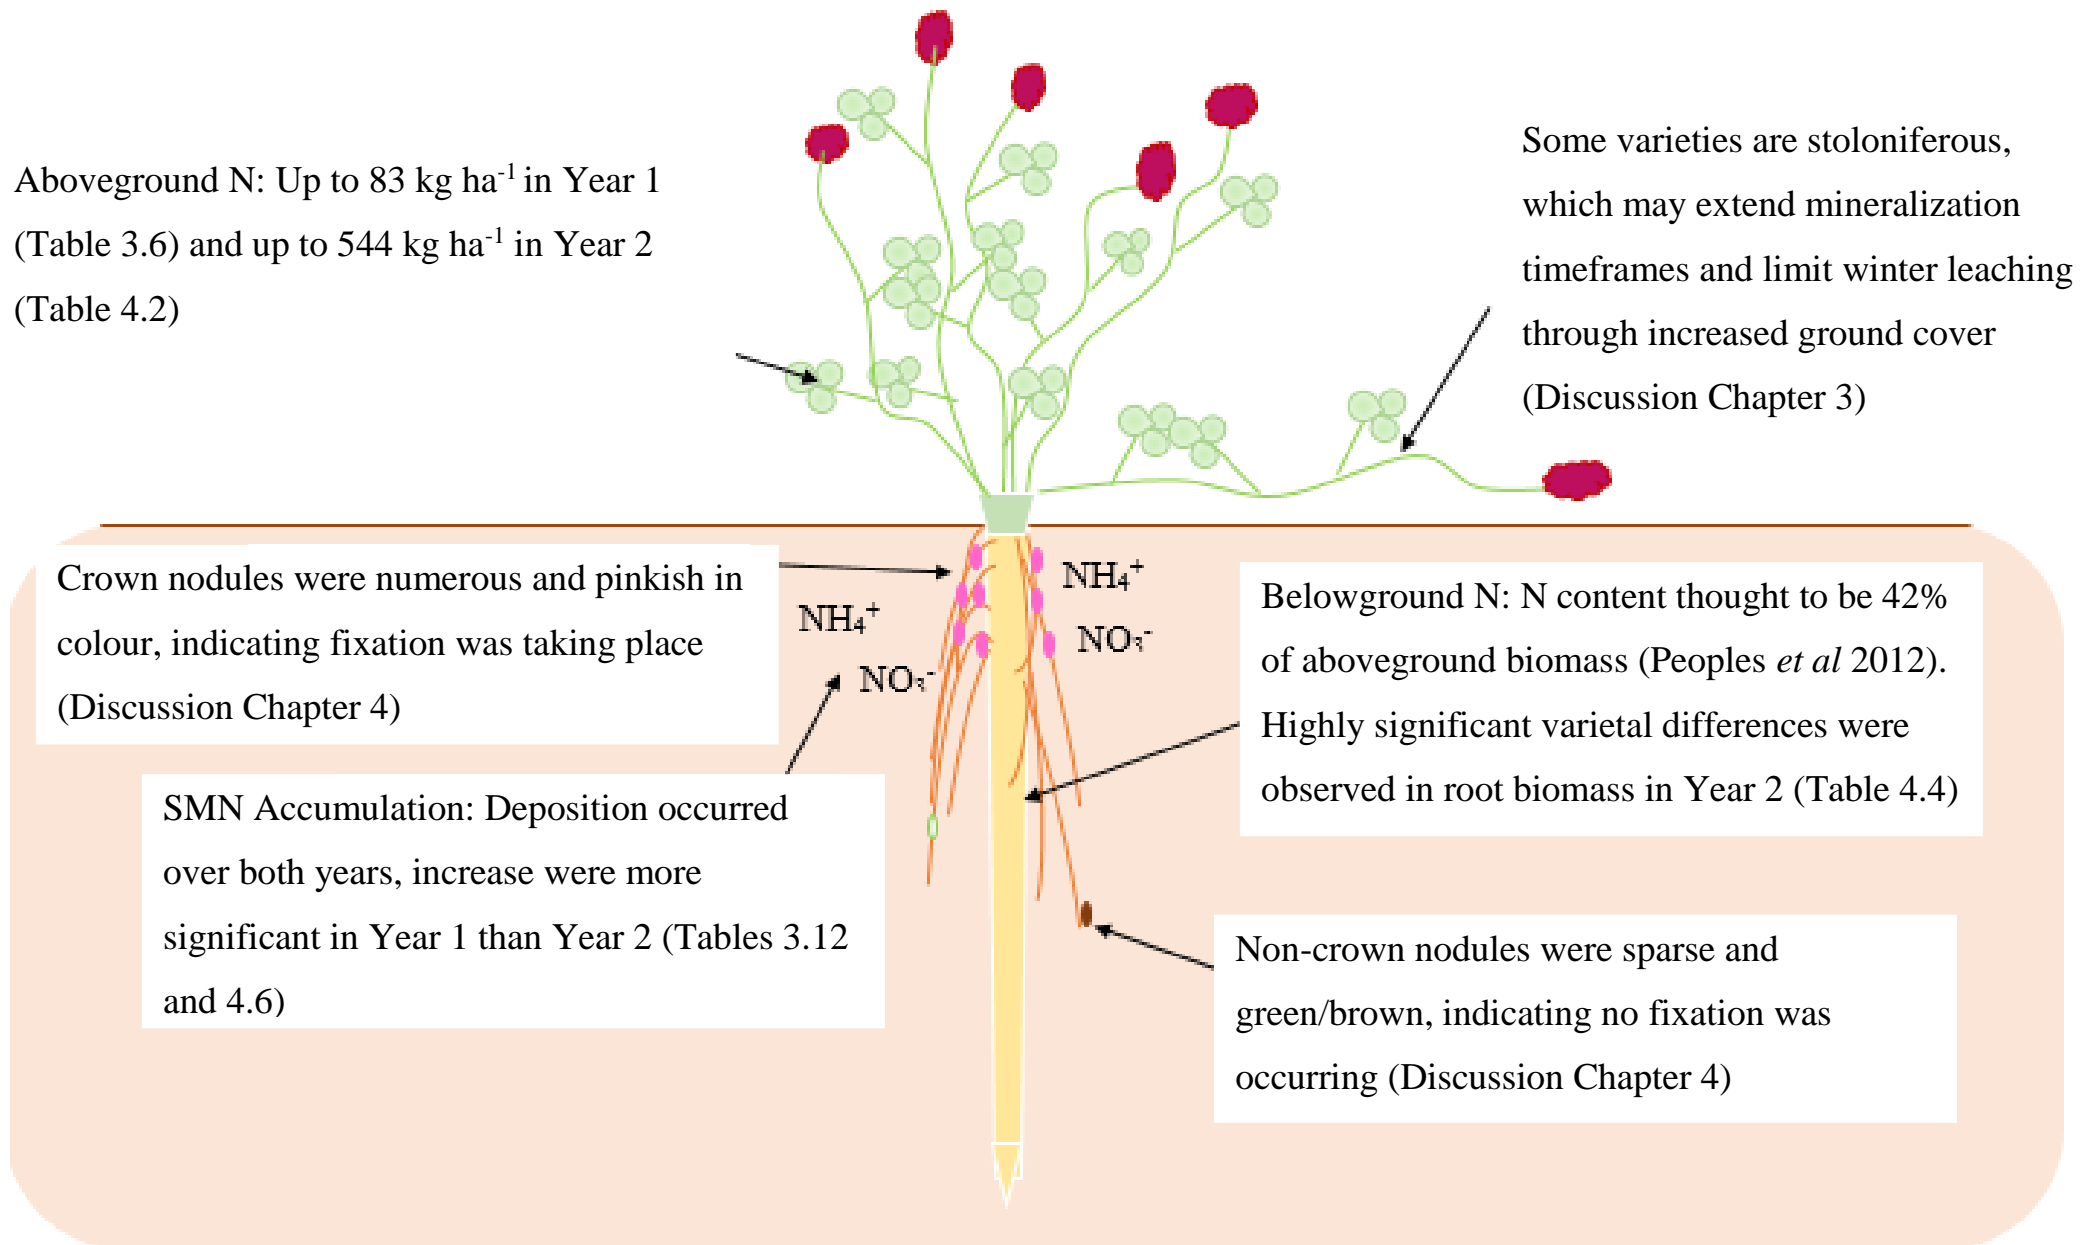 Aboveground N: Up to 83 kg ha⁻¹ in Year 1
(Table 3.6) and up to 544 kg ha⁻¹ in Year 2
(Table 4.2)
Some varieties are stoloniferous,
which may extend mineralization
timeframes and limit winter leaching
through increased ground cover
(Discussion Chapter 3)
Crown nodules were numerous and pinkish in
colour, indicating fixation was taking place
(Discussion Chapter 4)
NH₄⁺
NO₃⁻
NH₄⁺
NO₃⁻
Belowground N: N content thought to be 42%
of aboveground biomass (Peoples et al 2012).
Highly significant varietal differences were
observed in root biomass in Year 2 (Table 4.4)
SMN Accumulation: Deposition occurred
over both years, increase were more
significant in Year 1 than Year 2 (Tables 3.12
and 4.6)
Non-crown nodules were sparse and
green/brown, indicating no fixation was
occurring (Discussion Chapter 4)